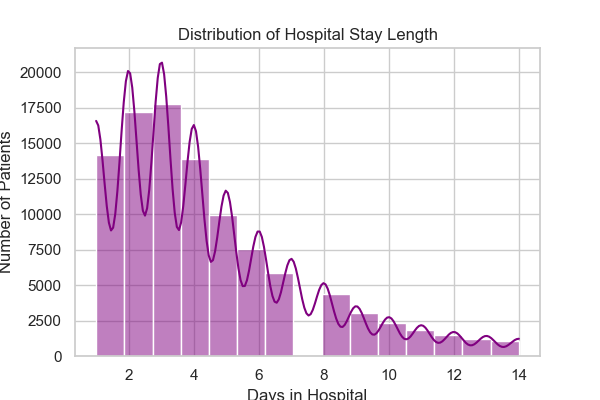 Distribution of Hospital Stay Length
Number of Patients
20000
17500
15000
12500
10000
7500
5000
2500
0
2 4 6 8 10 12 14
Days in Hospital